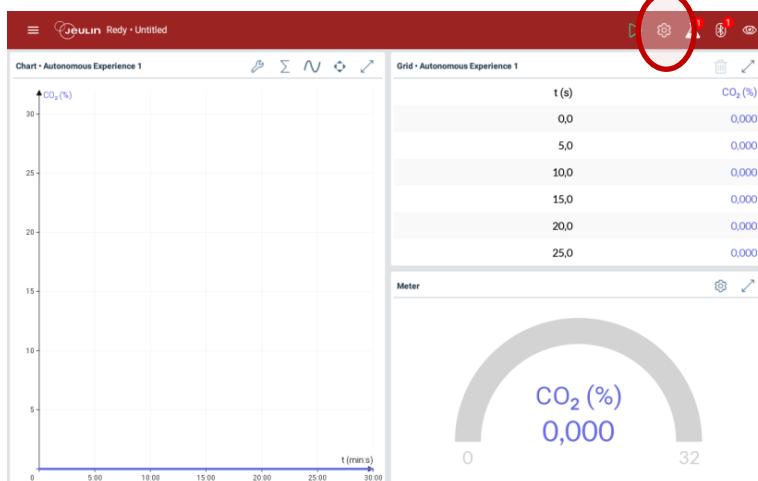 Jeulin Redy • Untitled
1
1
Chart • Autonomous Experience 1
CO₂ (%)
30
25
20
15
10
5
0
5:00
10:00
15:00
20:00
25:00
30:00
t (min:s)
Grid • Autonomous Experience 1
t (s) CO₂ (%)
0,0 0,000
5,0 0,000
10,0 0,000
15,0 0,000
20,0 0,000
25,0 0,000
Meter
CO₂ (%)
0,000
0 32